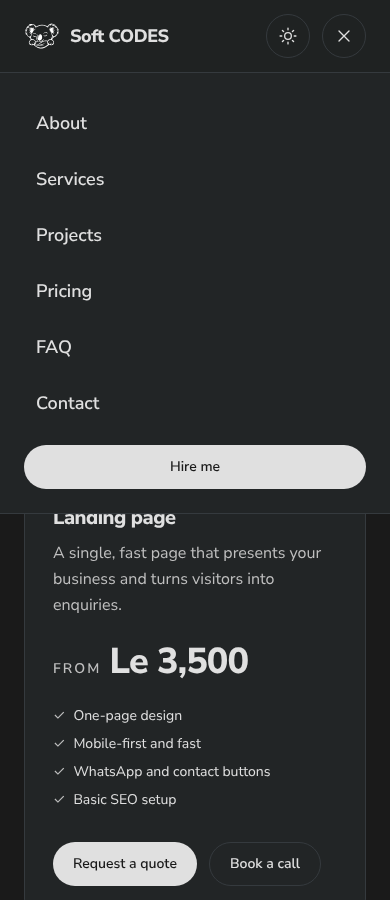 Soft CODES
About
Services
Projects
Pricing
FAQ
Contact
Hire me
Landing page
A single, fast page that presents your
business and turns visitors into
enquiries.
FROM Le 3,500
One-page design
Mobile-first and fast
WhatsApp and contact buttons
Basic SEO setup
Request a quote
Book a call